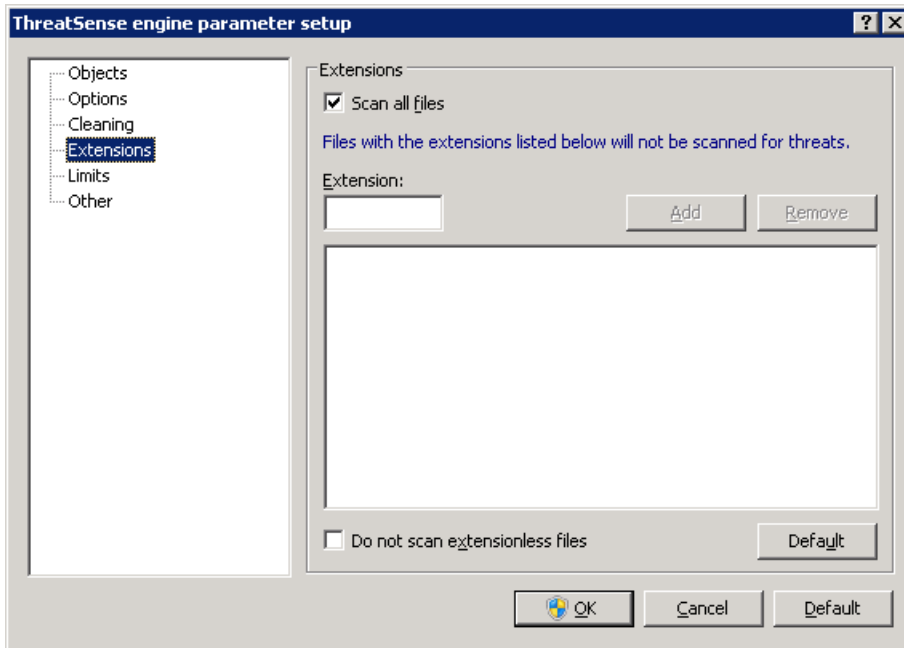 ThreatSense engine parameter setup
Objects
Options
Cleaning
Extensions
Limits
Other
Extensions
Scan all files
Files with the extensions listed below will not be scanned for threats.
Extension:
Add
Remove
Do not scan extensionless files
Default
OK
Cancel
Default